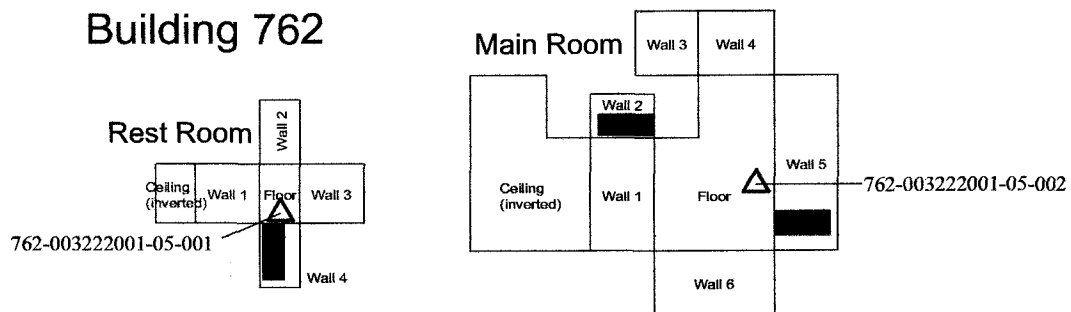 Building 762
Rest Room
Wall 2
Ceiling
(inverted)
Wall 1
Floor
Wall 3
762-003222001-05-001
Wall 4
Main Room
Wall 3
Wall 4
Wall 2
Ceiling
(inverted)
Wall 1
Floor
Wall 5
762-003222001-05-002
Wall 6